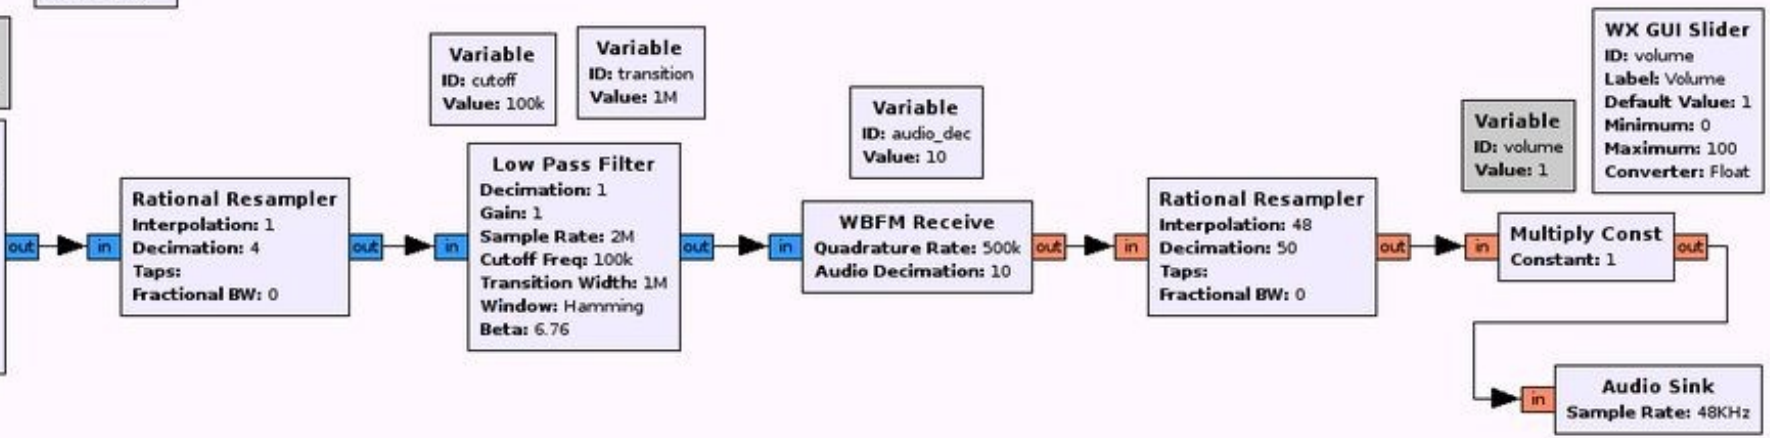 out
in
Rational Resampler
Interpolation: 1
Decimation: 4
Taps:
Fractional BW: 0
out
Variable
ID: cutoff
Value: 100k
Variable
ID: transition
Value: 1M
in
Low Pass Filter
Decimation: 1
Gain: 1
Sample Rate: 2M
Cutoff Freq: 100k
Transition Width: 1M
Window: Hamming
Beta: 6.76
out
Variable
ID: audio_dec
Value: 10
in
WBFM Receive
Quadrature Rate: 500k
Audio Decimation: 10
out
in
Rational Resampler
Interpolation: 48
Decimation: 50
Taps:
Fractional BW: 0
out
Variable
ID: volume
Value: 1
WX GUI Slider
ID: volume
Label: Volume
Default Value: 1
Minimum: 0
Maximum: 100
Converter: Float
in
Multiply Const
Constant: 1
out
in
Audio Sink
Sample Rate: 48KHz